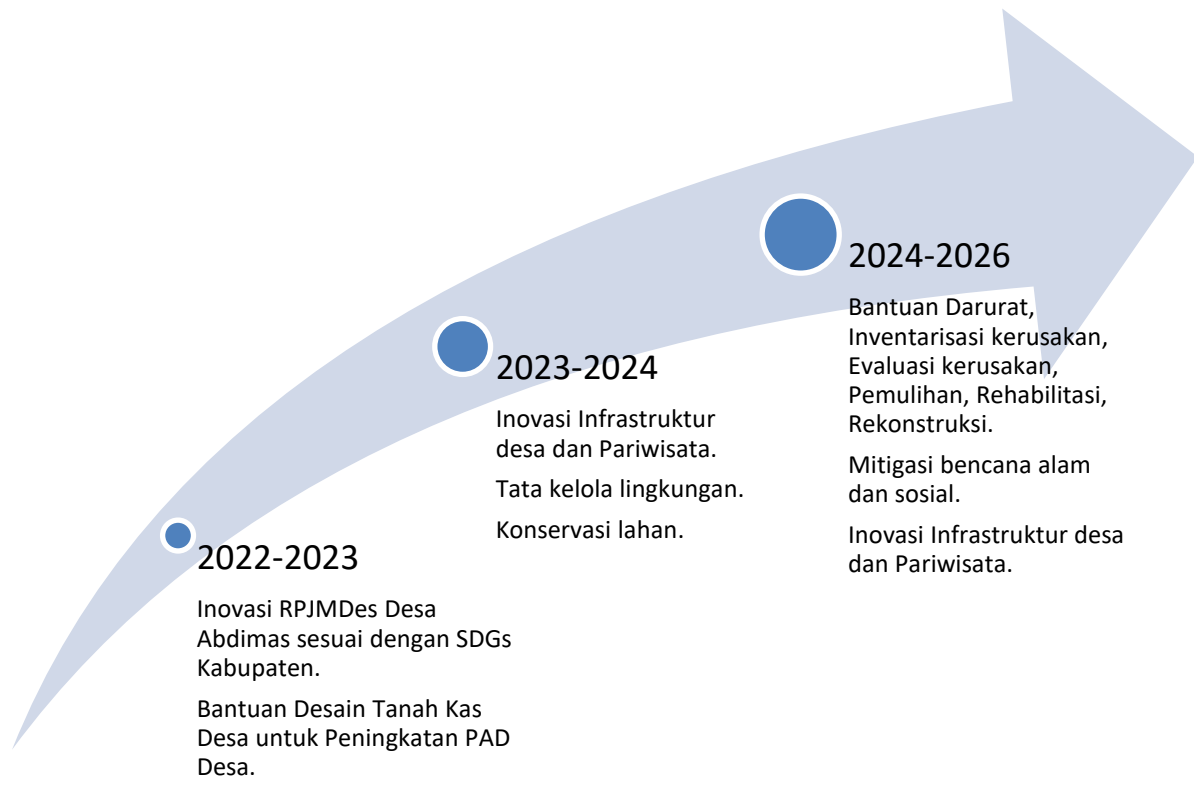 2022-2023
Inovasi RPJMDes Desa
Abdimas sesuai dengan SDGs
Kabupaten.
Bantuan Desain Tanah Kas
Desa untuk Peningkatan PAD
Desa.
2023-2024
Inovasi Infrastruktur
desa dan Pariwisata.
Tata kelola lingkungan.
Konservasi lahan.
2024-2026
Bantuan Darurat,
Inventarisasi kerusakan,
Evaluasi kerusakan,
Pemulihan, Rehabilitasi,
Rekonstruksi.
Mitigasi bencana alam
dan sosial.
Inovasi Infrastruktur desa
dan Pariwisata.